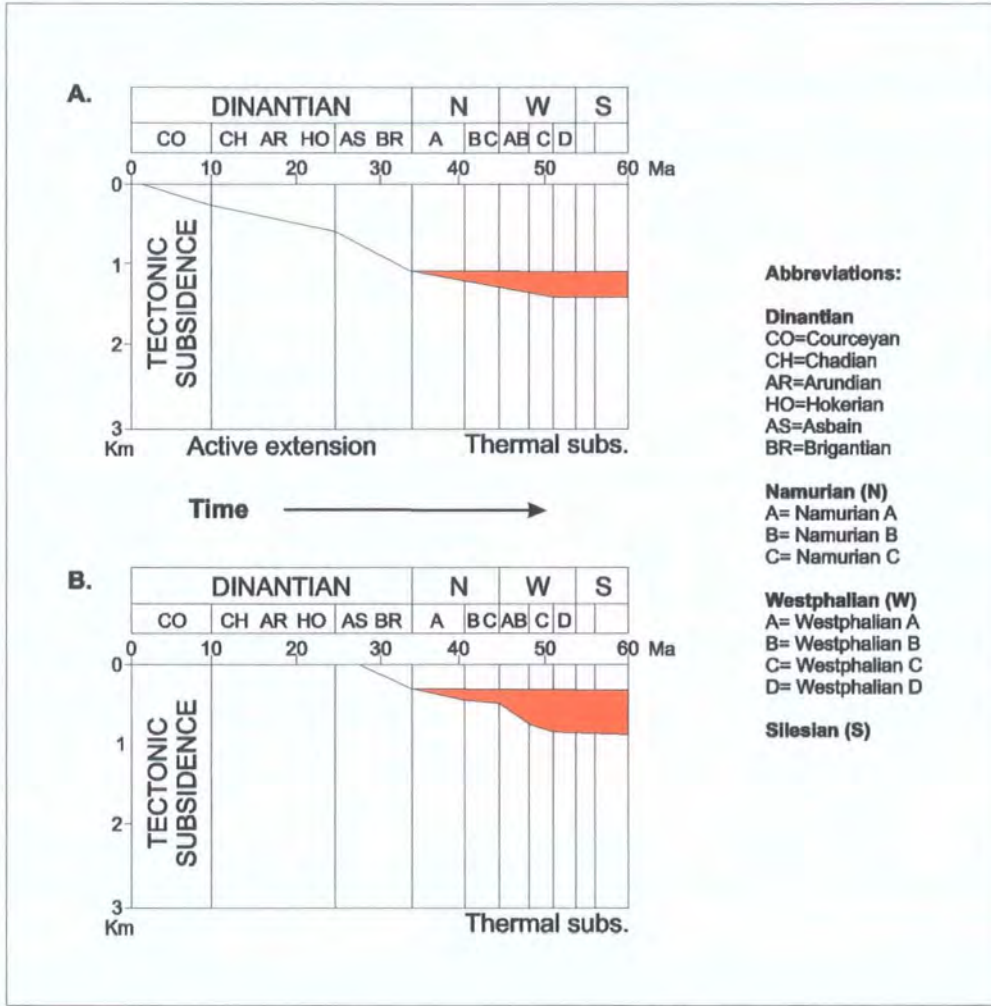 A.
DINANTIAN N W S
CO CH AR HO AS BR A B C AB C D
0 10 20 30 40 50 60 Ma
0
1
2
3
Km
TECTONIC
SUBSIDENCE
Active extension Thermal subs.
Time
B.
DINANTIAN N W S
CO CH AR HO AS BR A B C AB C D
0 10 20 30 40 50 60 Ma
0
1
2
3
Km
TECTONIC
SUBSIDENCE
Thermal subs.
Abbreviations:
Dinantian
CO=Courceyan
CH=Chadian
AR=Arundian
HO=Hokerian
AS=Asbain
BR=Brigantian
Namurian (N)
A= Namurian A
B= Namurian B
C= Namurian C
Westphalian (W)
A= Westphalian A
B= Westphalian B
C= Westphalian C
D= Westphalian D
Silesian (S)